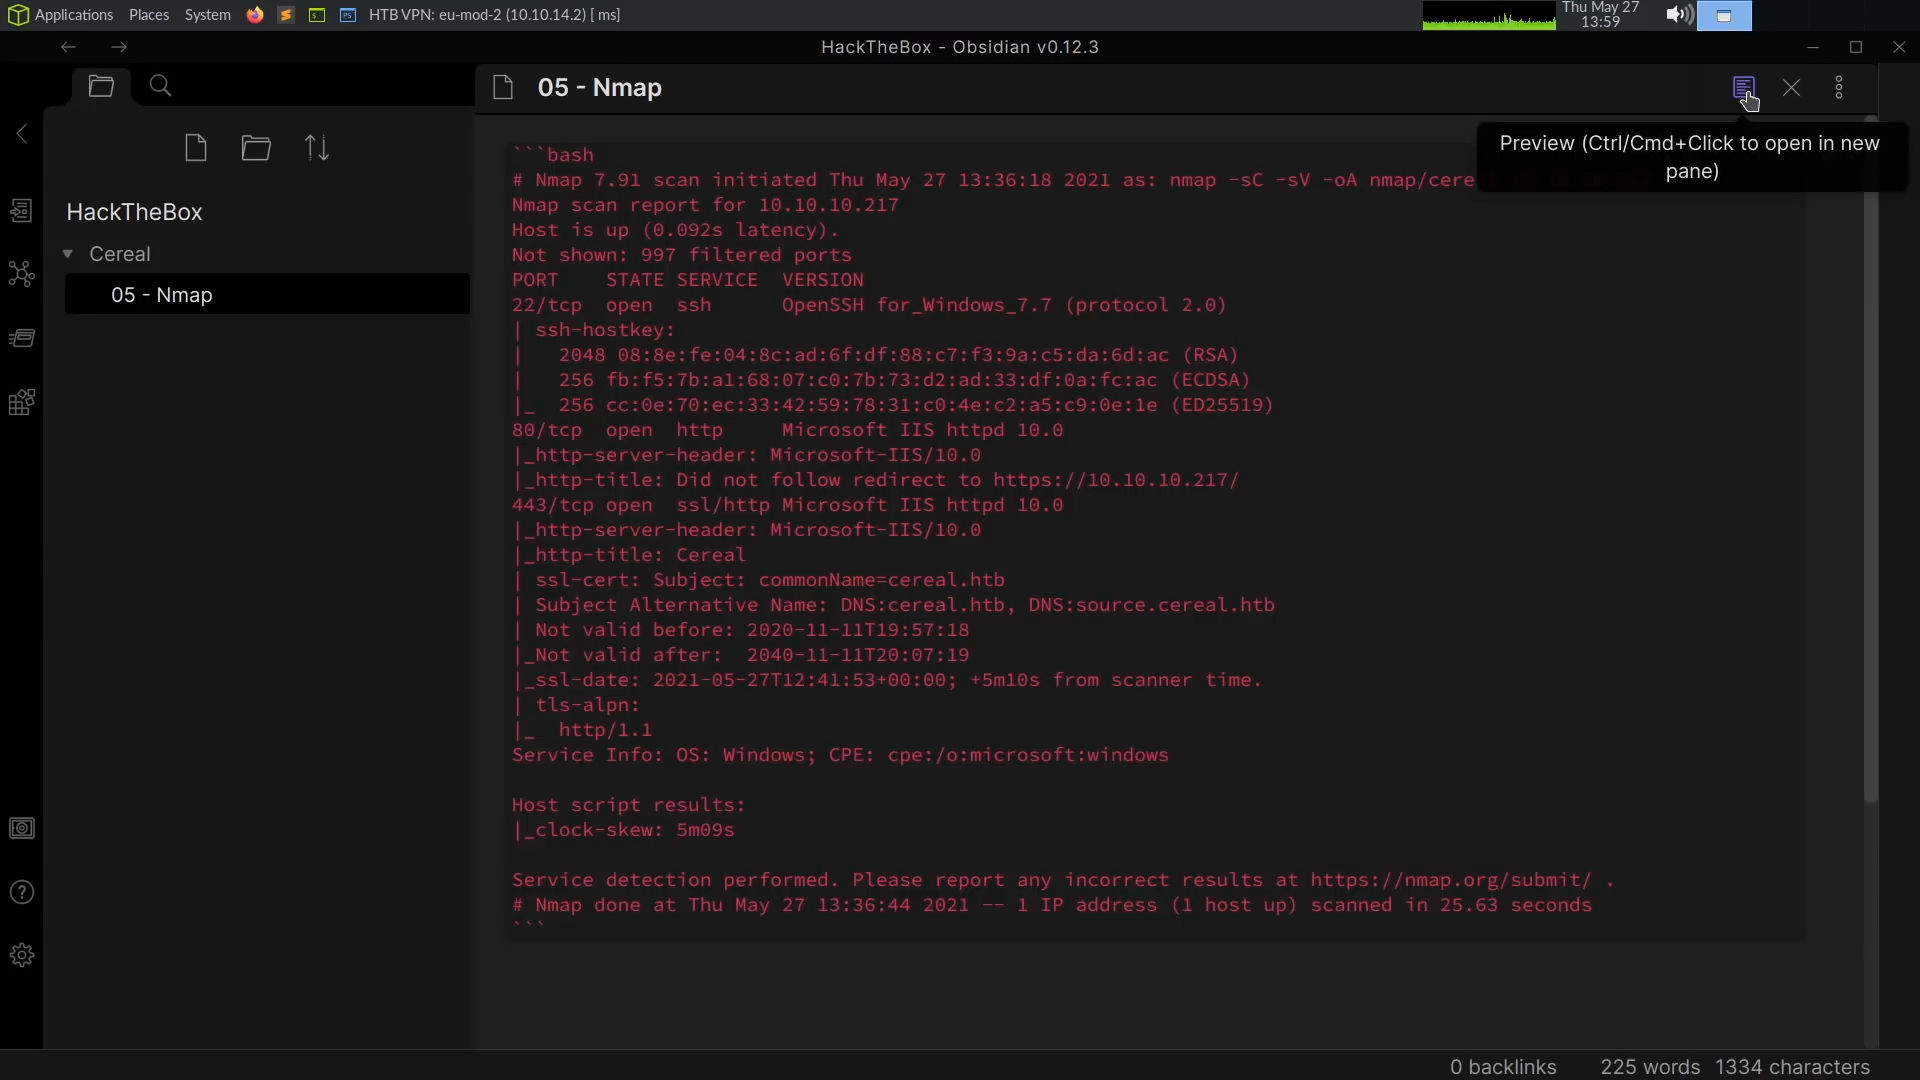 Applications Places System HTB VPN: eu-mod-2 (10.10.14.2) [ ms] Thu May 27
13:59
HackTheBox - Obsidian v0.12.3
05 - Nmap
Preview (Ctrl/Cmd+Click to open in new
pane)
HackTheBox
Cereal
05 - Nmap
```bash
# Nmap 7.91 scan initiated Thu May 27 13:36:18 2021 as: nmap -sC -sV -oA nmap/cere
Nmap scan report for 10.10.10.217
Host is up (0.092s latency).
Not shown: 997 filtered ports
PORT    STATE SERVICE  VERSION
22/tcp  open  ssh      OpenSSH for_Windows_7.7 (protocol 2.0)
| ssh-hostkey:
|   2048 08:8e:fe:04:8c:ad:6f:df:88:c7:f3:9a:c5:da:6d:ac (RSA)
|   256 fb:f5:7b:a1:68:07:c0:7b:73:d2:ad:33:df:0a:fc:ac (ECDSA)
|_  256 cc:0e:70:ec:33:42:59:78:31:c0:4e:c2:a5:c9:0e:1e (ED25519)
80/tcp  open  http     Microsoft IIS httpd 10.0
|_http-server-header: Microsoft-IIS/10.0
|_http-title: Did not follow redirect to https://10.10.10.217/
443/tcp open  ssl/http Microsoft IIS httpd 10.0
|_http-server-header: Microsoft-IIS/10.0
|_http-title: Cereal
| ssl-cert: Subject: commonName=cereal.htb
| Subject Alternative Name: DNS:cereal.htb, DNS:source.cereal.htb
| Not valid before: 2020-11-11T19:57:18
|_Not valid after:  2040-11-11T20:07:19
|_ssl-date: 2021-05-27T12:41:53+00:00; +5m10s from scanner time.
| tls-alpn:
|_  http/1.1
Service Info: OS: Windows; CPE: cpe:/o:microsoft:windows
Host script results:
|_clock-skew: 5m09s
Service detection performed. Please report any incorrect results at https://nmap.org/submit/ .
# Nmap done at Thu May 27 13:36:44 2021 -- 1 IP address (1 host up) scanned in 25.63 seconds
```
0 backlinks 225 words 1334 characters